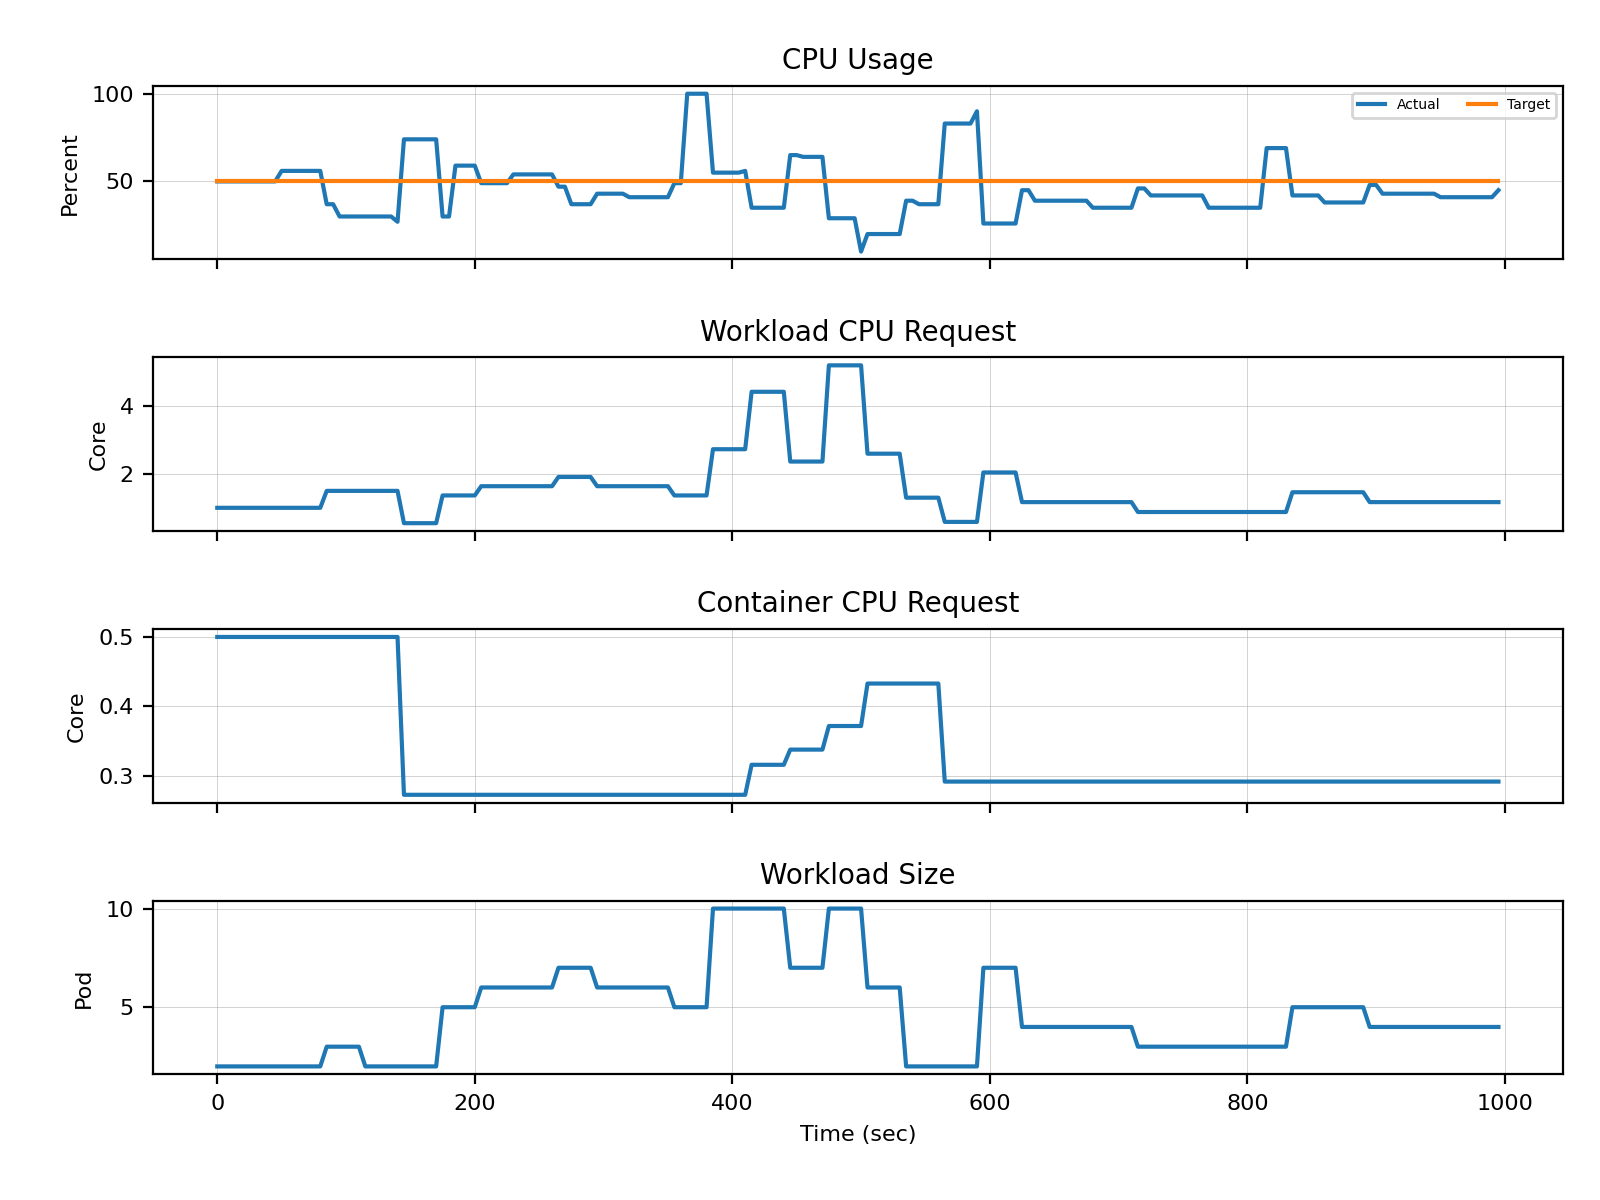 CPU Usage
100
50
Percent
Actual
Target
Workload CPU Request
4
2
Core
Container CPU Request
0.5
0.4
0.3
Core
Workload Size
10
5
Pod
0 200 400 600 800 1000
Time (sec)